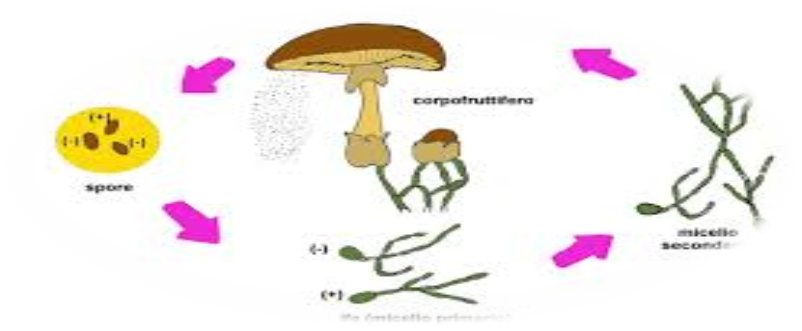 corpofruttifero
(+)
(-) (-)
spore
(-)
(+)
micelio